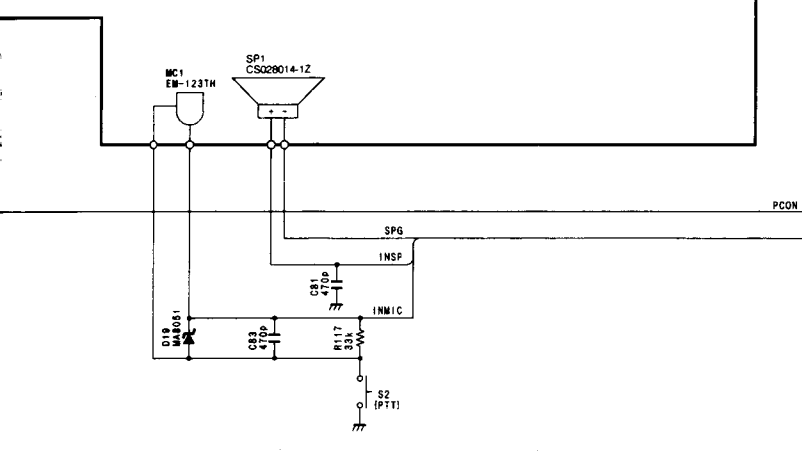 SP1
CS028014-1Z
MC1
EM-123TH
+ -
PCON
SPG
INSP
C81
470P
INMIC
D19
MA8051
C83
470P
R117
33k
S2
(PTT)